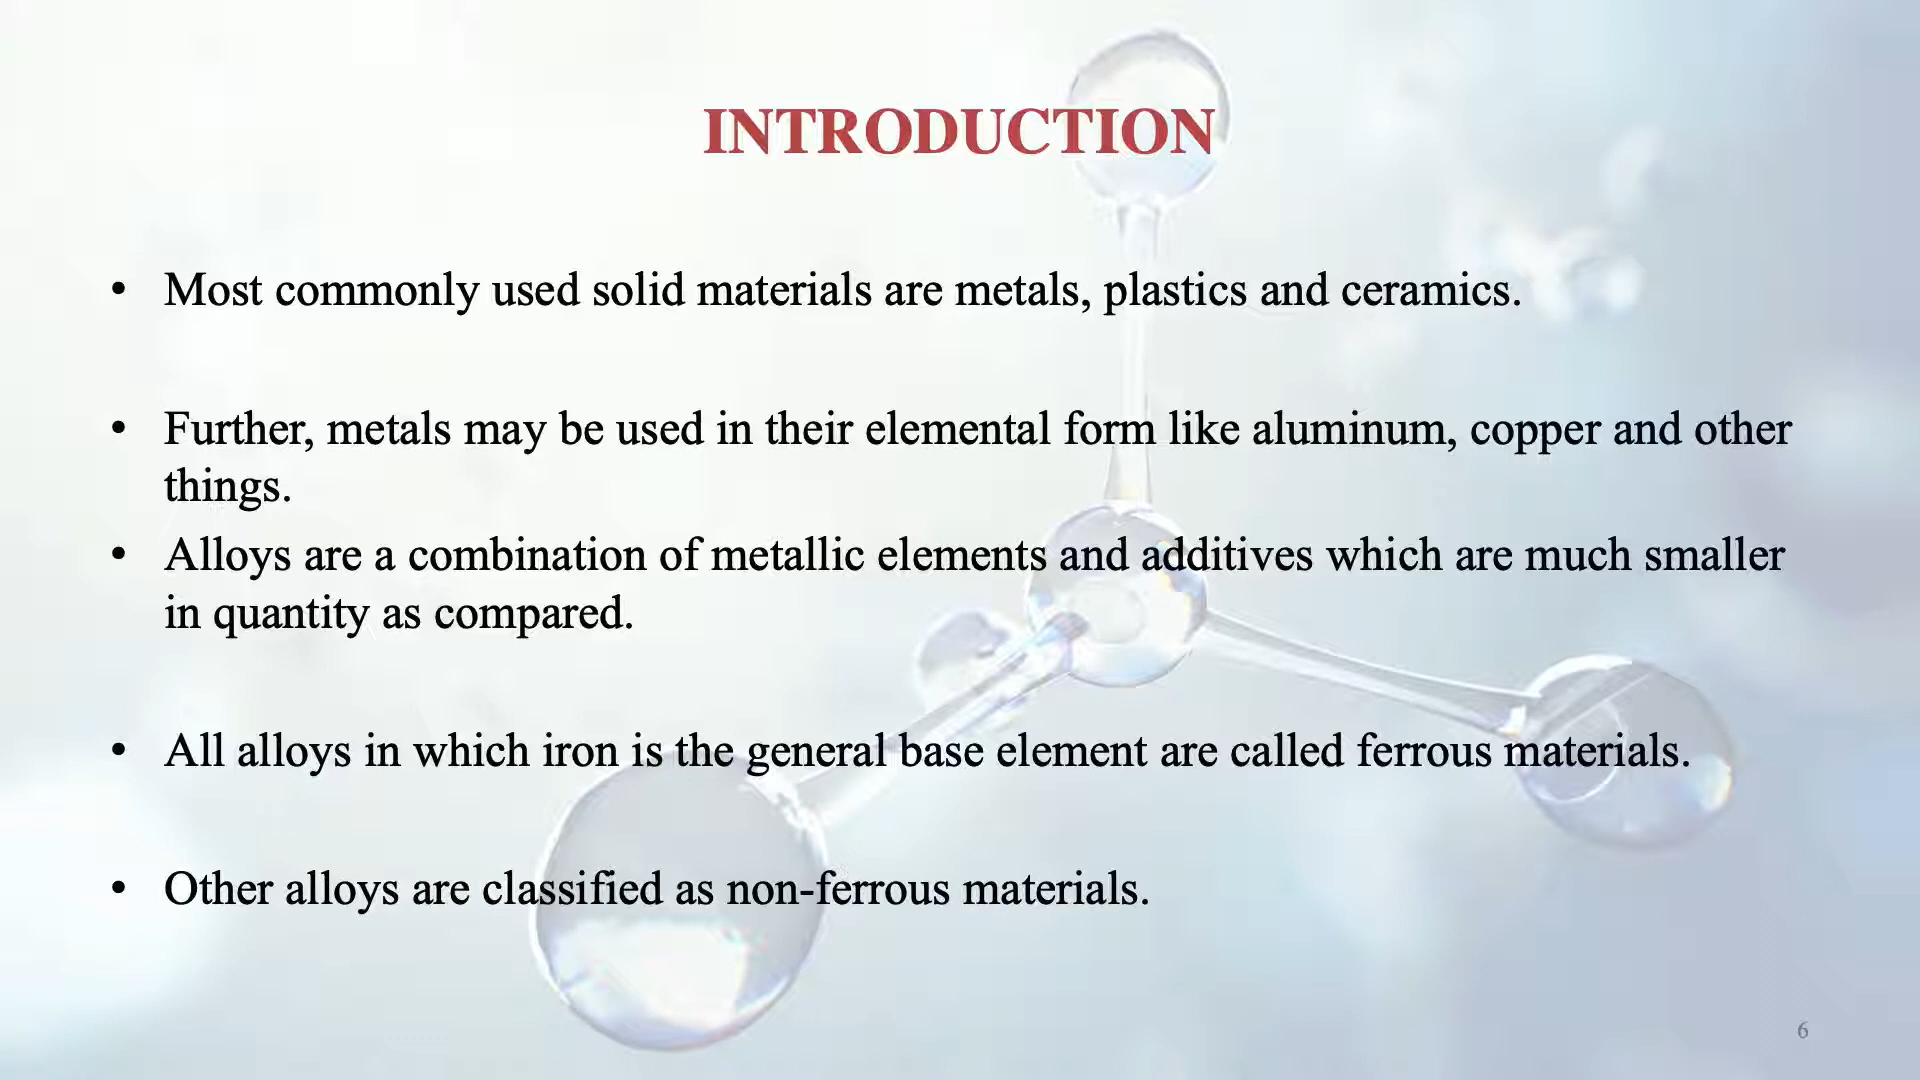 INTRODUCTION
• Most commonly used solid materials are metals, plastics and ceramics.
• Further, metals may be used in their elemental form like aluminum, copper and other
things.
• Alloys are a combination of metallic elements and additives which are much smaller
in quantity as compared.
• All alloys in which iron is the general base element are called ferrous materials.
• Other alloys are classified as non-ferrous materials.
6